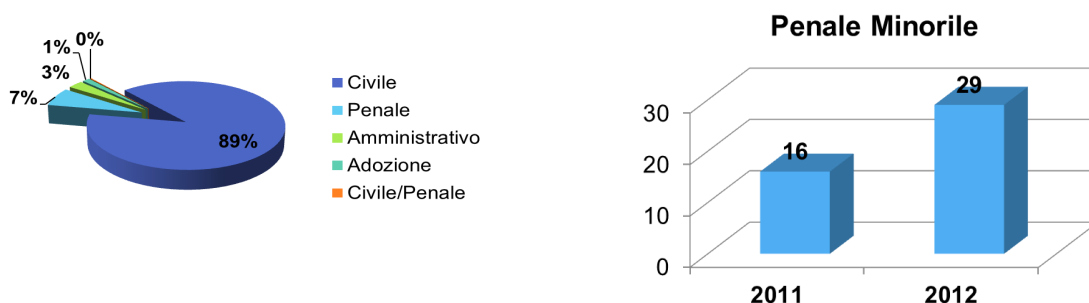 0%
1%
3%
7%
89%
Civile
Penale
Amministrativo
Adozione
Civile/Penale
Penale Minorile
30
20
10
0
16
29
2011
2012